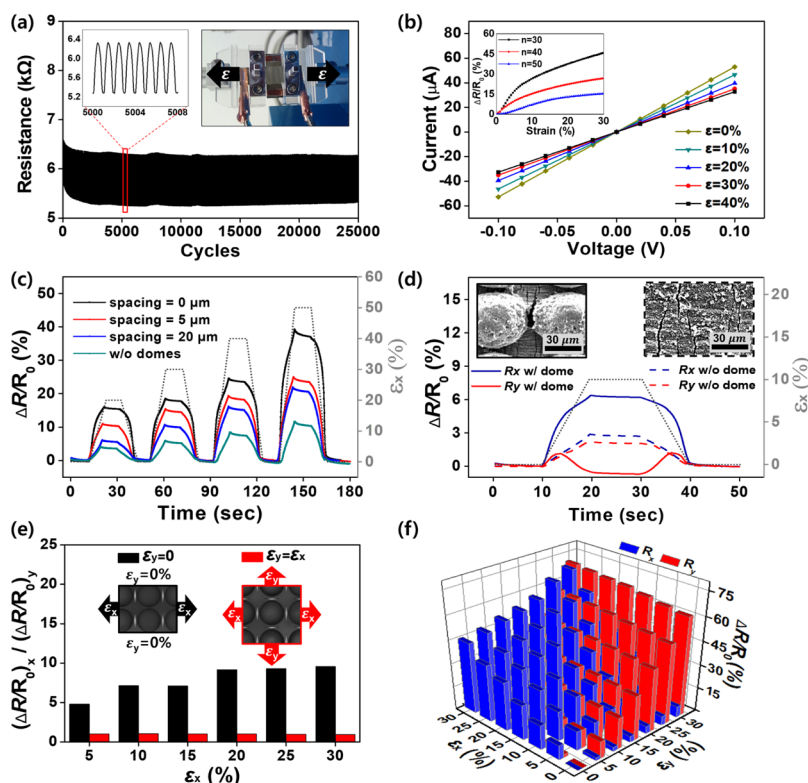 (a)
6.4
6.0
5.6
5.2
5000 5004 5008
ε ε
Resistance (kΩ)
8
7
6
5
0 5000 10000 15000 20000 25000
Cycles
(b)
Current (μA)
80
60
40
20
0
-20
-40
-60
ΔR/R₀ (%)
60
45
30
15
0
n=30
n=40
n=50
0 10 20 30
Strain (%)
ε=0%
ε=10%
ε=20%
ε=30%
ε=40%
-0.10 -0.05 0.00 0.05 0.10
Voltage (V)
(c)
ΔR/R₀ (%)
50
40
30
20
10
0
spacing = 0 μm
spacing = 5 μm
spacing = 20 μm
w/o domes
60
50
40
30
20
10
0
εx (%)
0 30 60 90 120 150 180
Time (sec)
(d)
ΔR/R₀ (%)
15
12
9
6
3
0
30 μm
30 μm
Rx w/ dome
Ry w/ dome
Rx w/o dome
Ry w/o dome
20
15
10
5
0
εx (%)
0 10 20 30 40 50
Time (sec)
(e)
(ΔR/R₀)x / (ΔR/R₀)y
25
20
15
10
5
0
εy=0
εy=εx
εy=0%
εx εx
εy=0%
εy
εx εx
εy
5 10 15 20 25 30
εx (%)
(f)
Rx Ry
ΔR/R₀ (%)
75
60
45
30
15
30
25
20
15
10
5
0
εx (%)
0
5
10
15
20
25
30
εy (%)